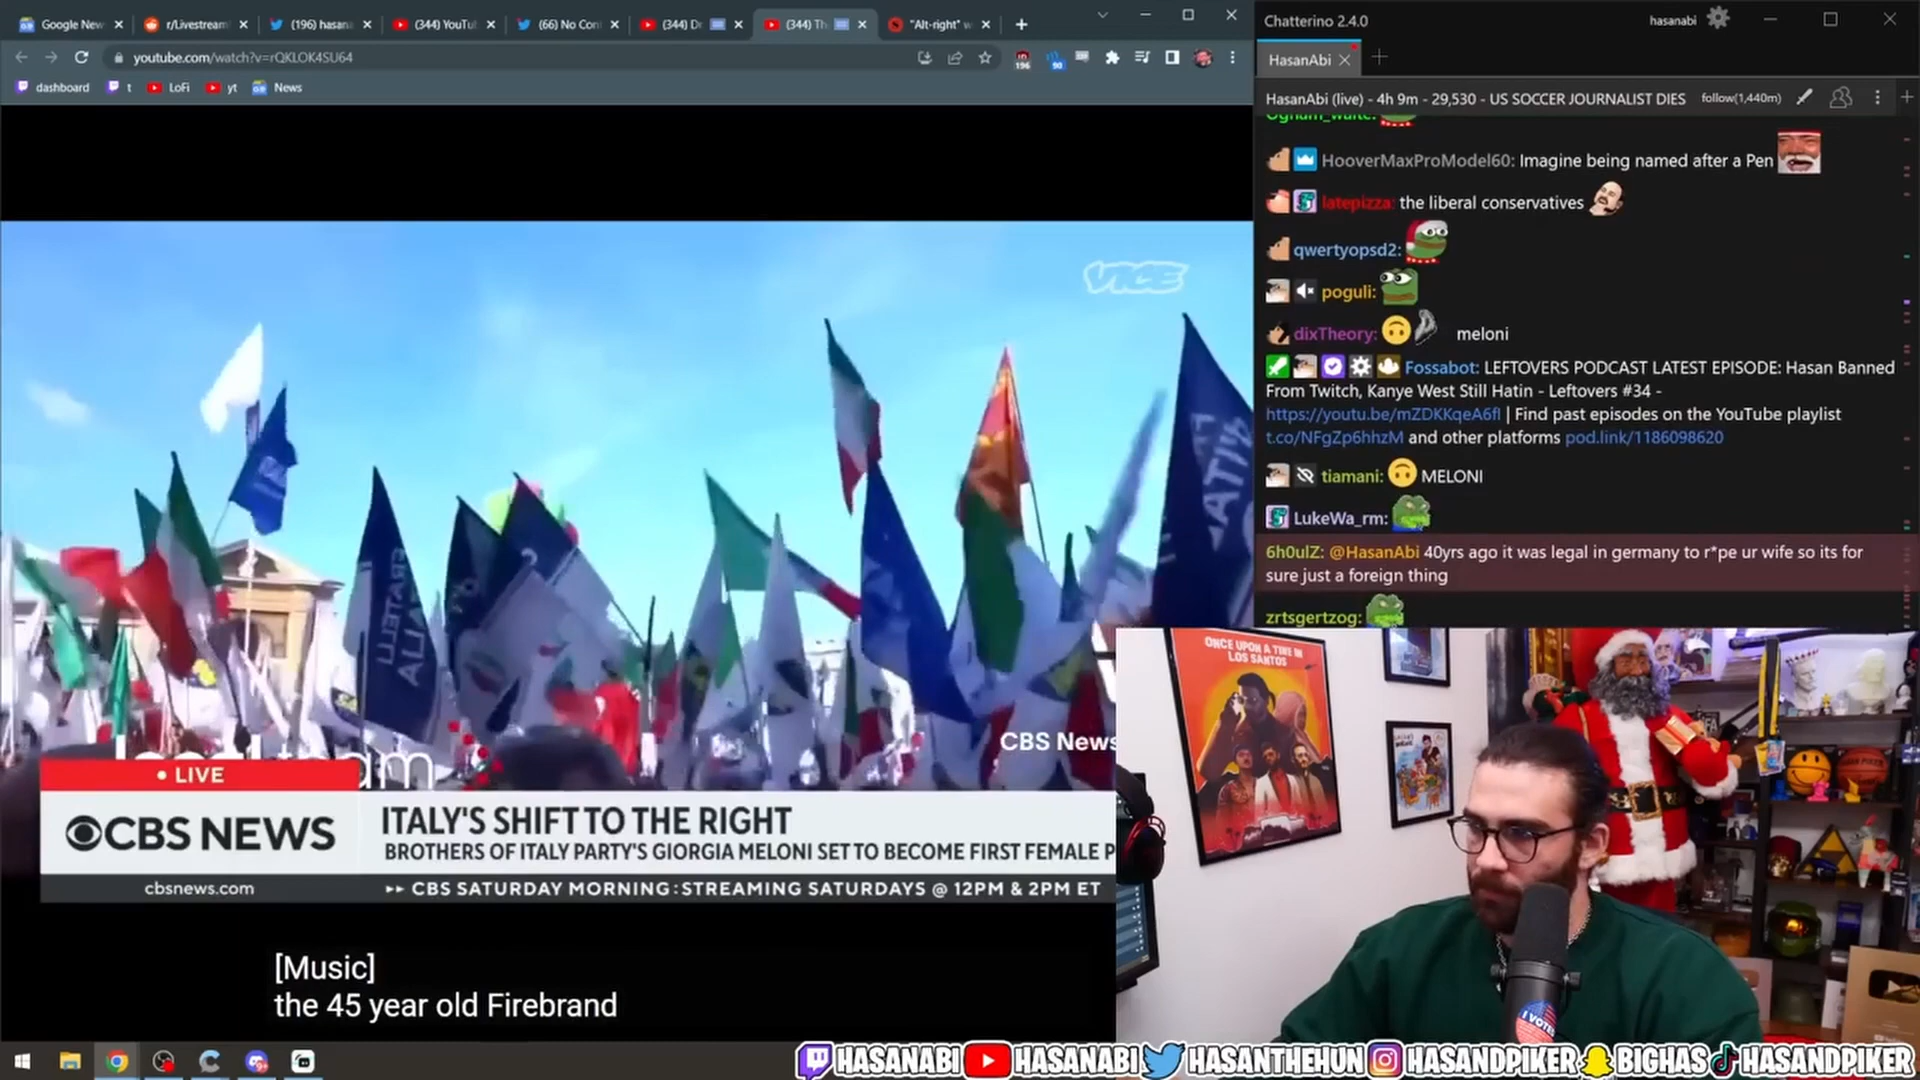 Google New
r/Livestream
(196) hasana
(344) YouTu
(66) No Con
(344) D
(344) Th
"Alt-right" w
Chatterino 2.4.0
hasanabi
youtube.com/watch?v=rQKLOK4SU64
196
90
HasanAbi
dashboard
t
LoFi
yt
News
HasanAbi (live) - 4h 9m - 29,530 - US SOCCER JOURNALIST DIES
follow(1,440m)
HooverMaxProModel60: Imagine being named after a Pen
latepizza: the liberal conservatives
qwertyopsd2:
poguli:
dixTheory: meloni
Fossabot: LEFTOVERS PODCAST LATEST EPISODE: Hasan Banned
From Twitch, Kanye West Still Hatin - Leftovers #34 -
https://youtu.be/mZDKKqeA6fI | Find past episodes on the YouTube playlist
t.co/NFgZp6hhzM and other platforms pod.link/1186098620
tiamani: MELONI
LukeWa_rm:
6h0ulZ: @HasanAbi 40yrs ago it was legal in germany to r*pe ur wife so its for
sure just a foreign thing
zrtsgertzog:
VICE
CBS News
• LIVE
CBS NEWS
ITALY'S SHIFT TO THE RIGHT
BROTHERS OF ITALY PARTY'S GIORGIA MELONI SET TO BECOME FIRST FEMALE P
cbsnews.com
CBS SATURDAY MORNING: STREAMING SATURDAYS @ 12PM & 2PM ET
[Music]
the 45 year old Firebrand
ONCE UPON A TIME IN
LOS SANTOS
HASANABI HASANABI HASANTHEHUN HASANDPIKER BIGHAS HASANDPIKER